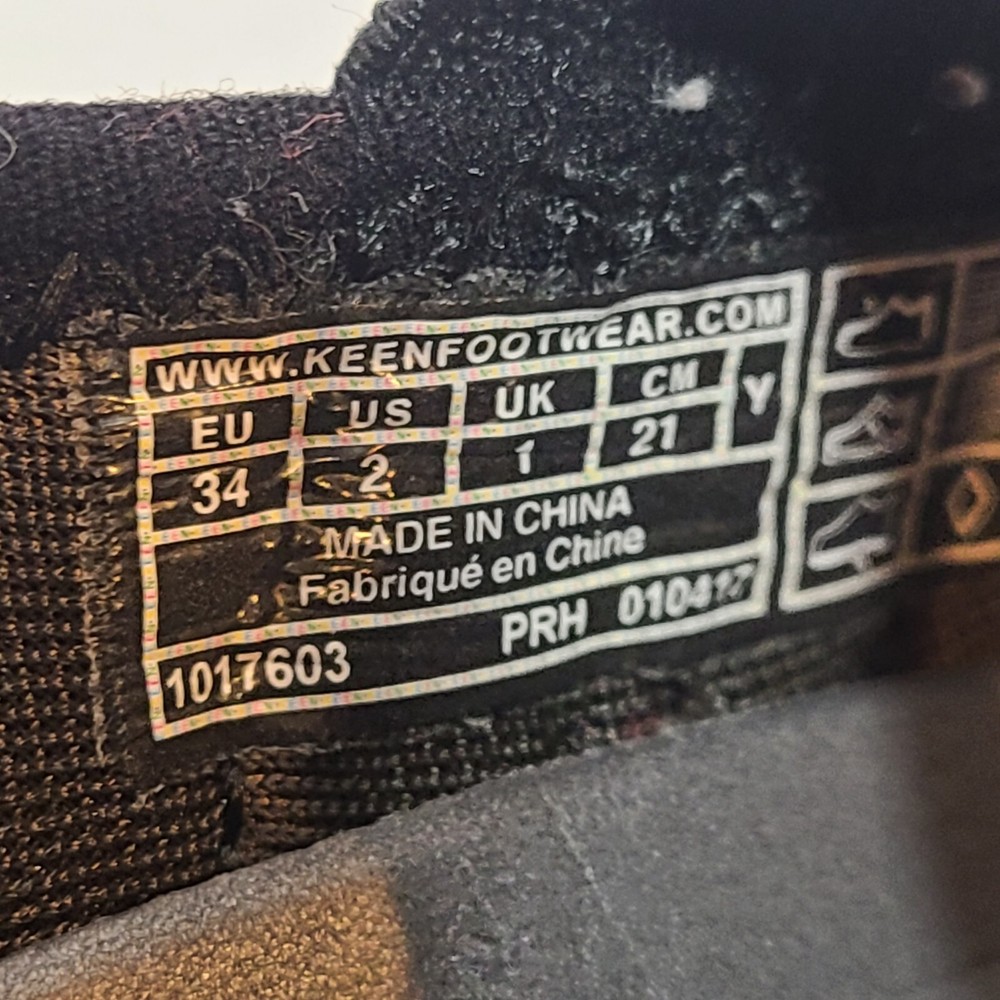 WWW.KEENFOOTWEAR.COM
EU US UK CM Y
34 2 1 21
MADE IN CHINA
Fabriqué en Chine
1017603 PRH 010417